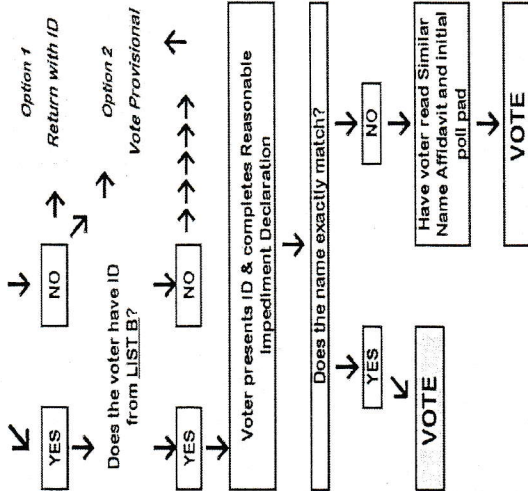 Option 1
Return with ID
Option 2
Vote Provisional
YES
NO
Does the voter have ID
from LIST B?
YES
NO
Voter presents ID & completes Reasonable
Impediment Declaration
Does the name exactly match?
YES
NO
VOTE
Have voter read Similar
Name Affidavit and initial
poll pad
VOTE